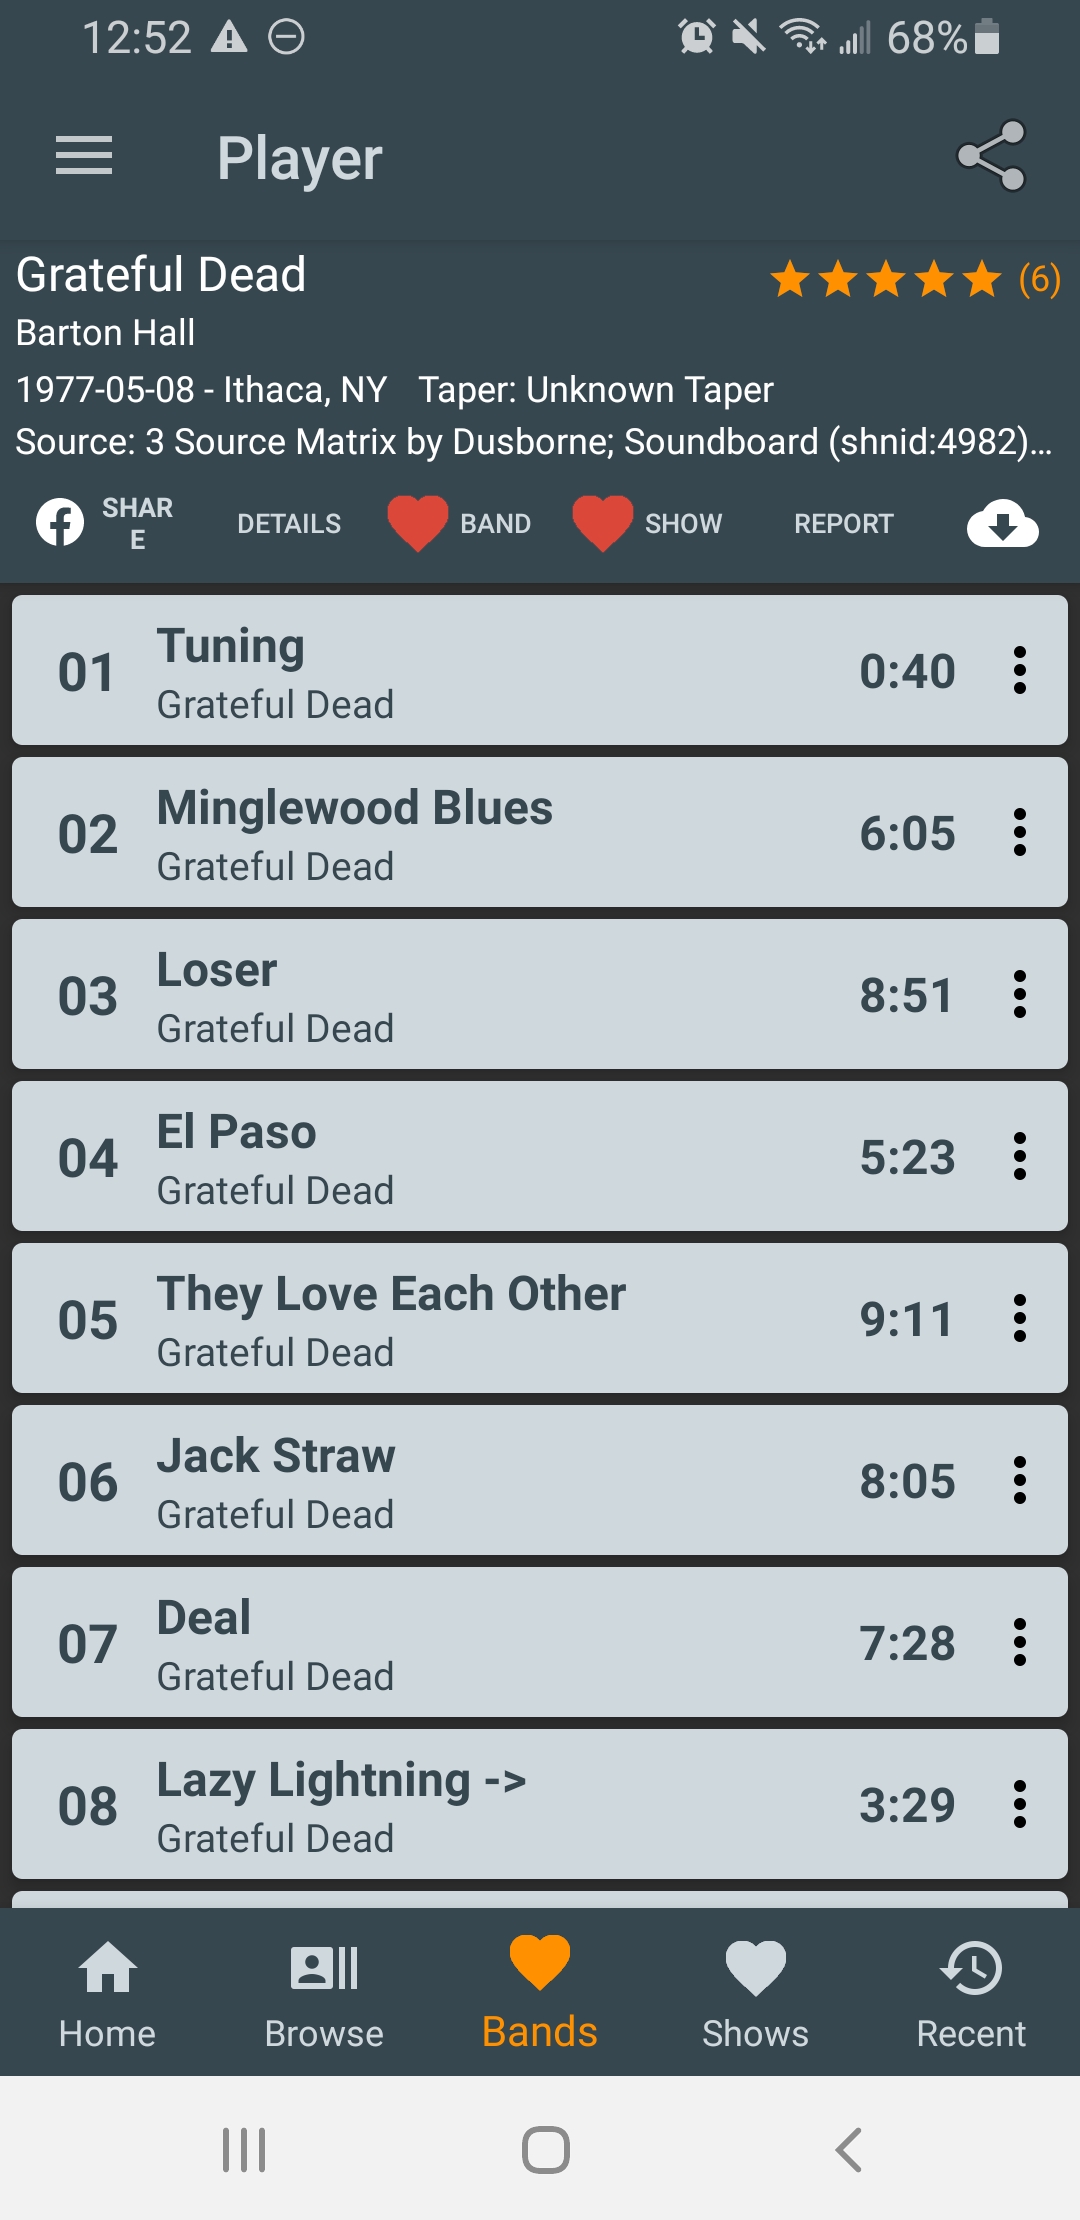 12:52 68%
Player
Grateful Dead (6)
Barton Hall
1977-05-08 - Ithaca, NY Taper: Unknown Taper
Source: 3 Source Matrix by Dusborne; Soundboard (shnid:4982)...
SHAR
E
DETAILS BAND SHOW REPORT
01 Tuning 0:40
Grateful Dead
02 Minglewood Blues 6:05
Grateful Dead
03 Loser 8:51
Grateful Dead
04 El Paso 5:23
Grateful Dead
05 They Love Each Other 9:11
Grateful Dead
06 Jack Straw 8:05
Grateful Dead
07 Deal 7:28
Grateful Dead
08 Lazy Lightning -> 3:29
Grateful Dead
Home Browse Bands Shows Recent